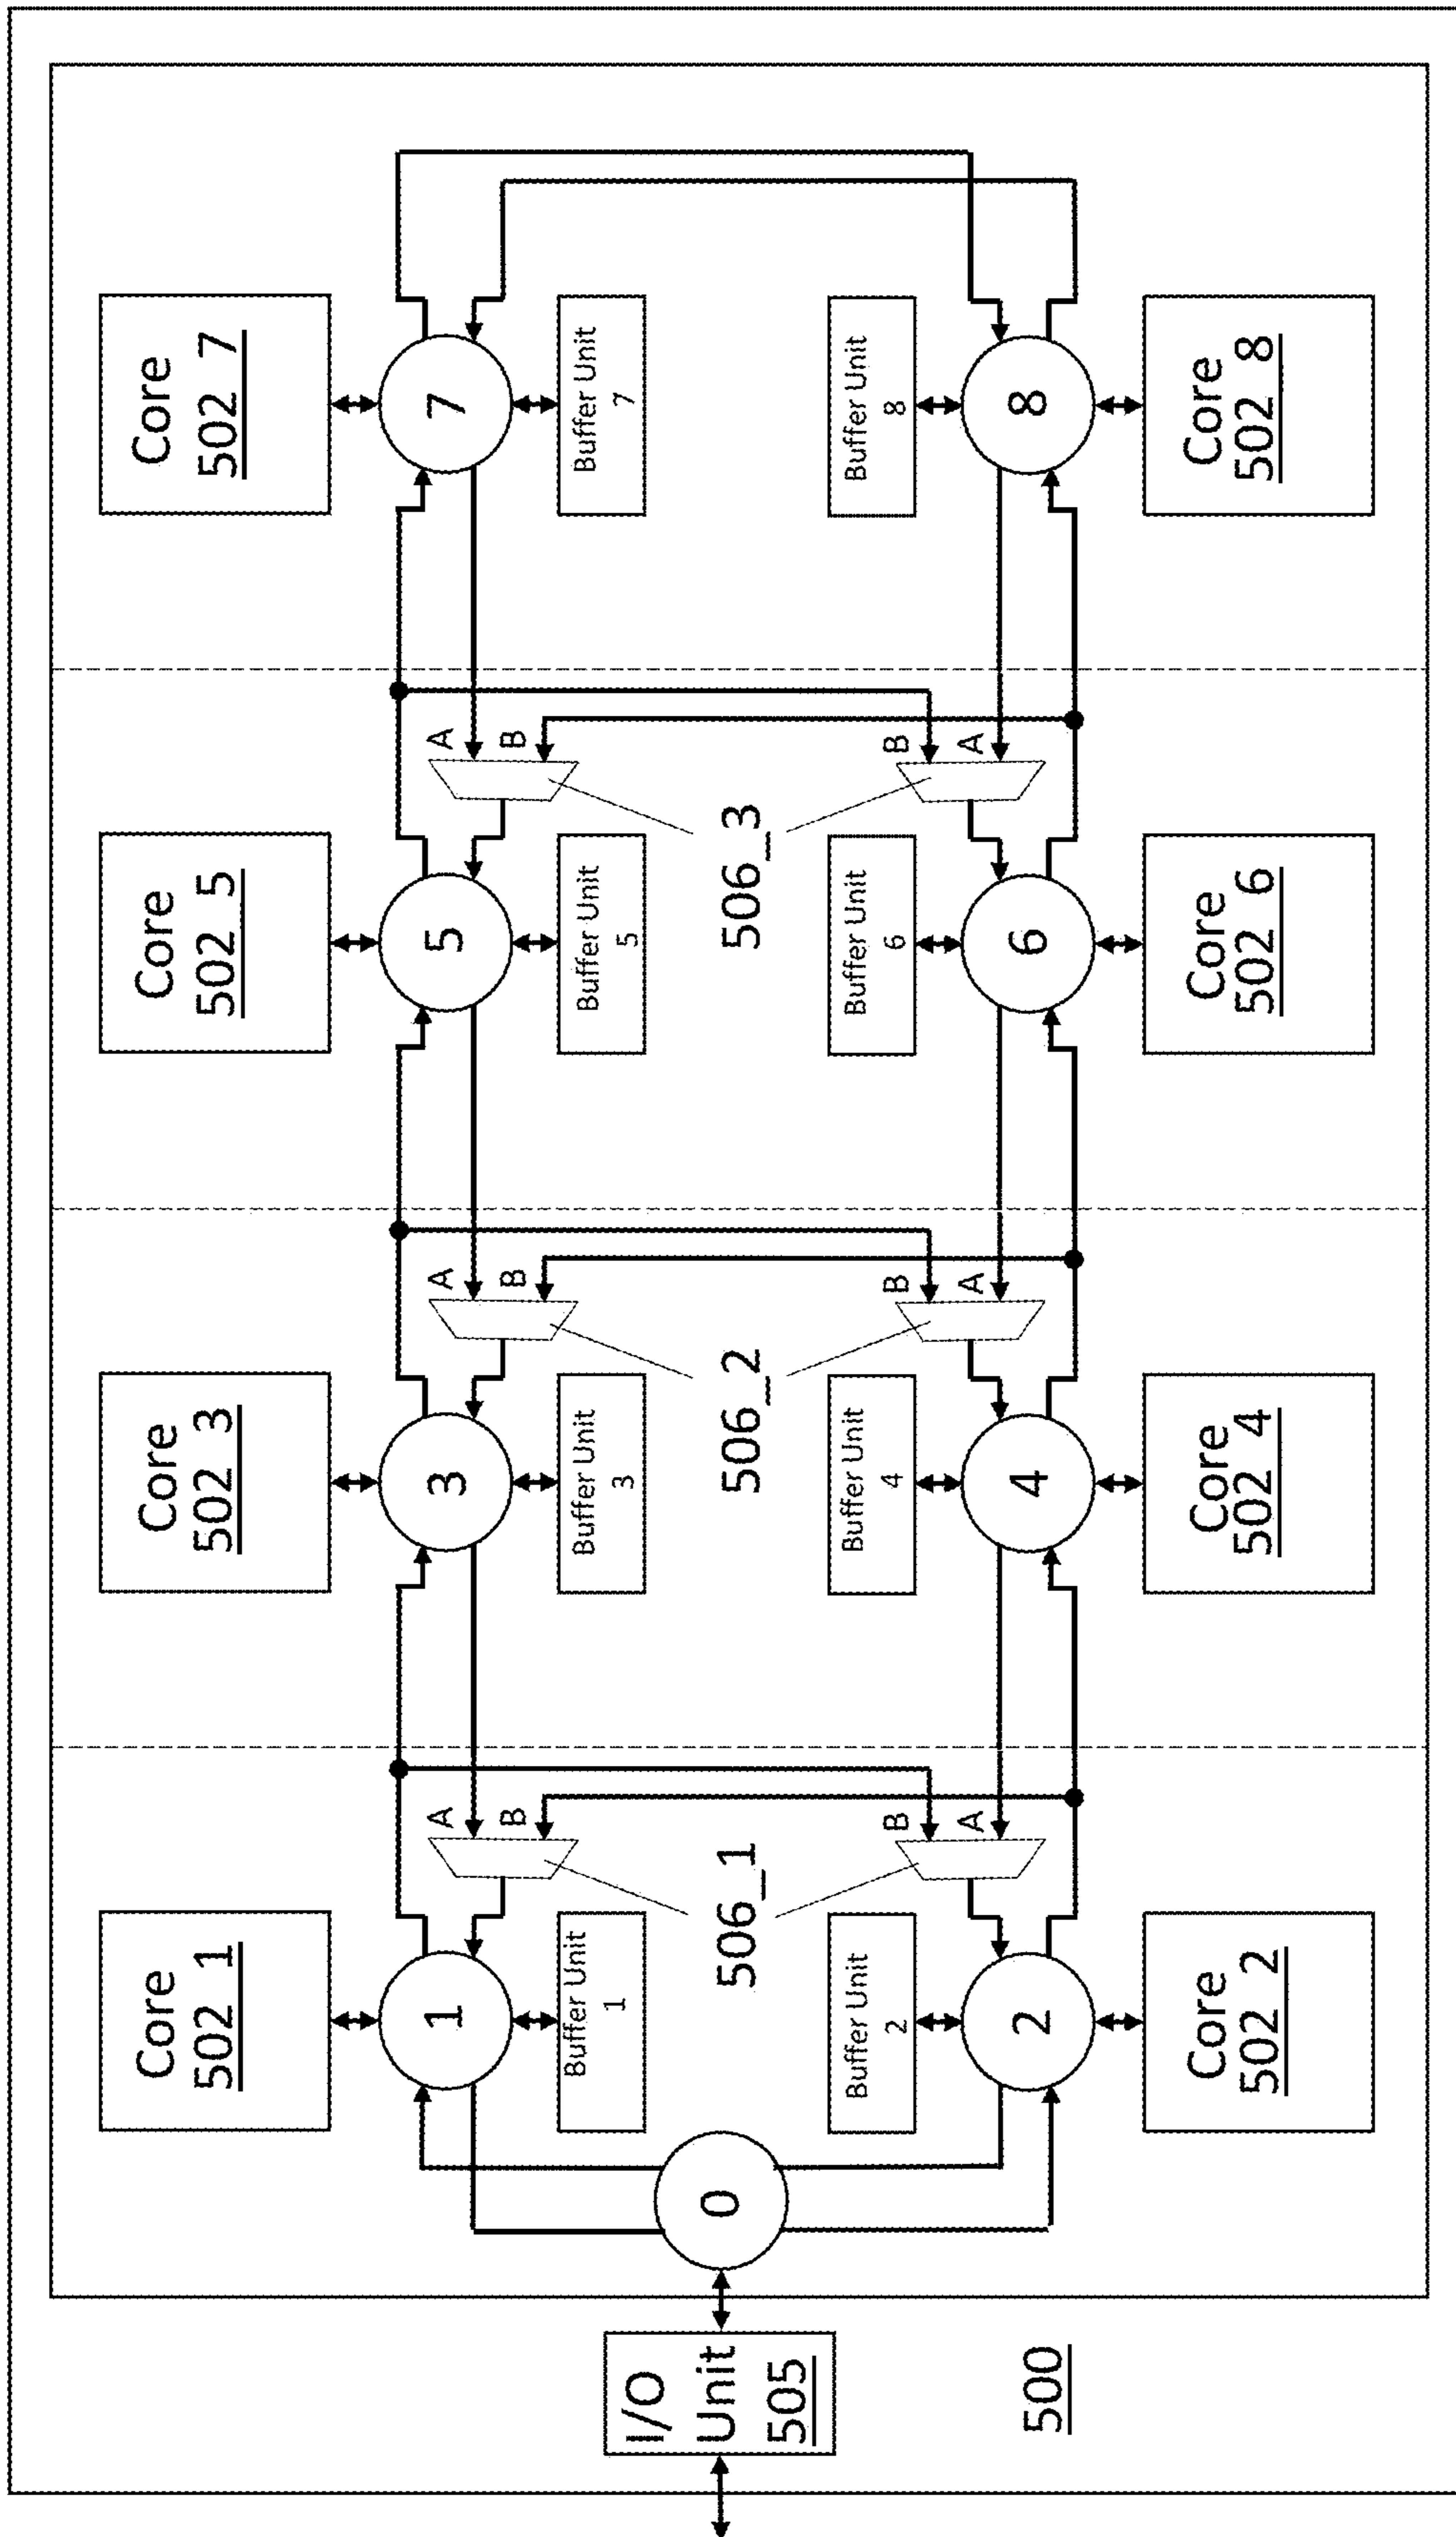 Core
502_1
Core
502_3
Core
502_5
Core
502_7
1
3
5
7
A
B
A
B
A
B
Buffer Unit
1
Buffer Unit
3
Buffer Unit
5
Buffer Unit
7
I/O
Unit
505
0
506_1
506_2
506_3
Buffer Unit
2
Buffer Unit
4
Buffer Unit
6
Buffer Unit
8
B
A
B
A
B
A
2
4
6
8
500
Core
502_2
Core
502_4
Core
502_6
Core
502_8